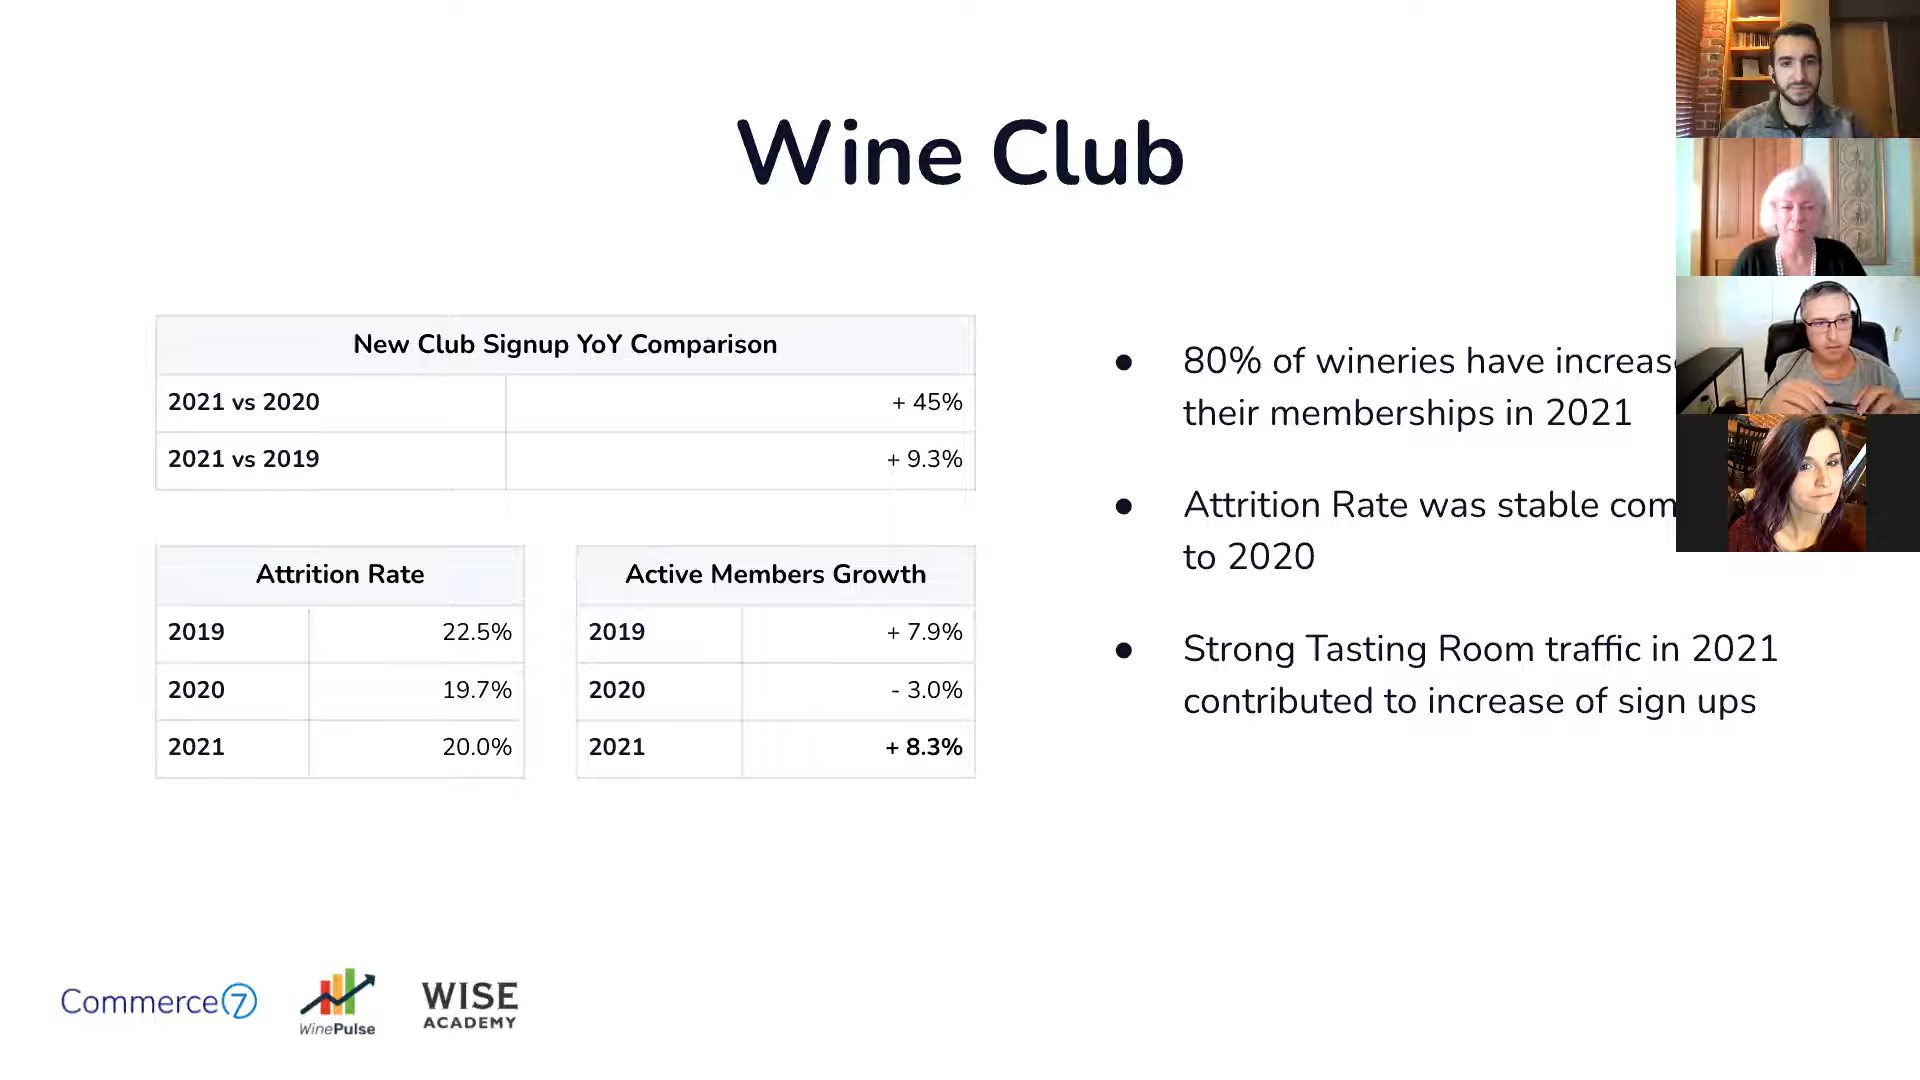 Wine Club
New Club Signup YoY Comparison
2021 vs 2020 + 45%
2021 vs 2019 + 9.3%
Attrition Rate
2019 22.5%
2020 19.7%
2021 20.0%
Active Members Growth
2019 + 7.9%
2020 - 3.0%
2021 + 8.3%
● 80% of wineries have
their memberships in 2021
● Attrition Rate was stable
to 2020
● Strong Tasting Room traffic in 2021
contributed to increase of sign ups
Commerce7
WinePulse
WISE
ACADEMY